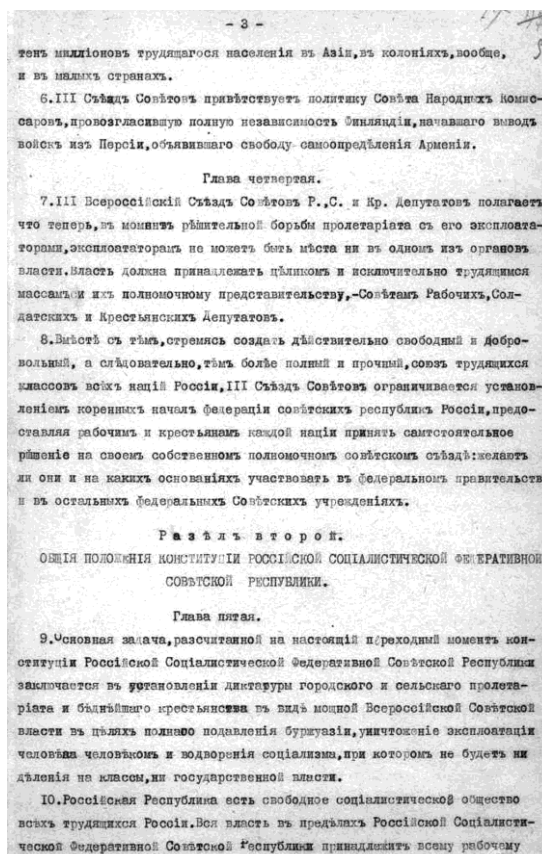 - 3 -
тенъ милліоновъ трудящагося населенія въ Азіи,въ колоніяхъ,вообще,
и въ малыхъ странахъ.
6.III Съѣздъ Совѣтовъ привѣтствуетъ политику Совѣта Народныхъ Комис-
саровъ,провозгласившую полную независимость Финляндіи,начавшаго выводъ
войскъ изъ Персіи,объявившаго свободу самоопредѣленія Арменіи.
Глава четвертая.
7.III Всероссійскій Съѣздъ Совѣтовъ Р.,С. и Кр. Депутатовъ полагаетъ
что теперь,въ моментъ рѣшительной борьбы пролетаріата съ его эксплоата-
торами,эксплоататорамъ не можетъ быть мѣста ни въ одномъ изъ органовъ
власти.Власть должна принадлежать цѣликомъ и исключительно трудящимся
массамъ и ихъ полномочному представительству,-Совѣтамъ Рабочихъ,Сол-
датскихъ и Крестьянскихъ Депутатовъ.
8.Вмѣстѣ съ тѣмъ,стремясь создать дѣйствительно свободный и добро-
вольный, а слѣдовательно,тѣмъ болѣе полный и прочный,союзъ трудящихся
классовъ всѣхъ націй Россіи,III Съѣздъ Совѣтовъ ограничивается установ-
леніемъ коренныхъ началъ федераціи совѣтскихъ республикъ Россіи,предо-
ставляя рабочимъ и крестьянамъ каждой націи принять самтстоятельное
рѣшеніе на своемъ собственномъ полномочномъ совѣтскомъ съѣздѣ:желаютъ
ли они и на какихъ основаніяхъ участвовать въ федеральномъ правительств
и въ остальныхъ федеральныхъ Совѣтскихъ учрежденіяхъ.
Раздѣлъ второй.
ОБЩІЯ ПОЛОЖЕНІЯ КОНСТИТУЦІИ РОССІЙСКОЙ СОЦІАЛИСТИЧЕСКОЙ ФЕДЕРАТИВНОЙ
СОВѢТСКОЙ РЕСПУБЛИКИ.
Глава пятая.
9.Основная задача,разсчитанной на настоящій переходный моментъ кон-
ституціи Россійской Соціалистической Федеративной Совѣтской Республики
заключается въ установленіи диктатуры городского и сельскаго пролета-
ріата и бѣднѣйшаго крестьянства въ видѣ мощной Всероссійской Совѣтской
власти въ цѣляхъ полнаго подавленія буржуазіи,уничтоженіе эксплоатаціи
человѣка человѣкомъ и водворенія соціализма,при которомъ не будетъ ни
дѣленія на классы,ни государственной власти.
10.Россійская Республика есть свободное соціалистическое общество
всѣхъ трудящихся Россіи.Вся власть въ предѣлахъ Россійской Соціалисти-
ческой Федеративной Совѣтской Республики принадлежитъ всему рабочему